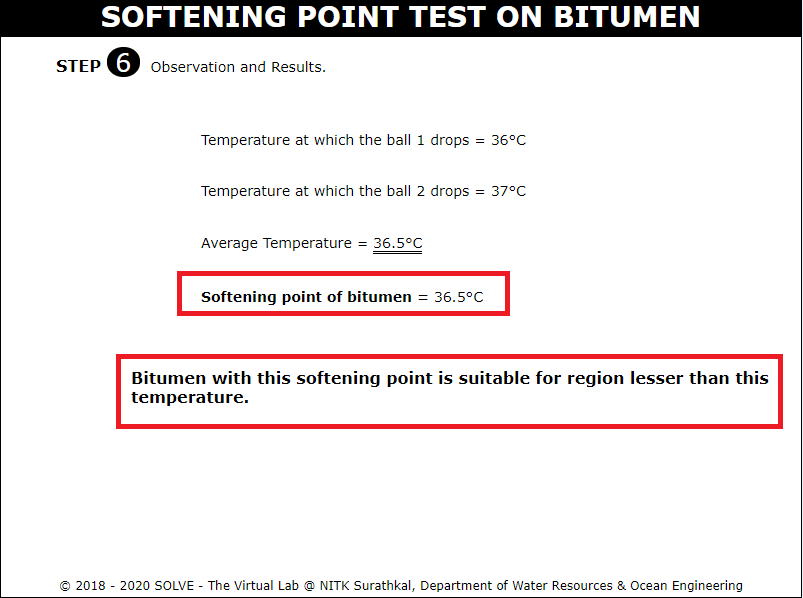 SOFTENING POINT TEST ON BITUMEN
STEP 6 Observation and Results.
Temperature at which the ball 1 drops = 36°C
Temperature at which the ball 2 drops = 37°C
Average Temperature = 36.5°C
Softening point of bitumen = 36.5°C
Bitumen with this softening point is suitable for region lesser than this
temperature.
© 2018 - 2020 SOLVE - The Virtual Lab @ NITK Surathkal, Department of Water Resources & Ocean Engineering